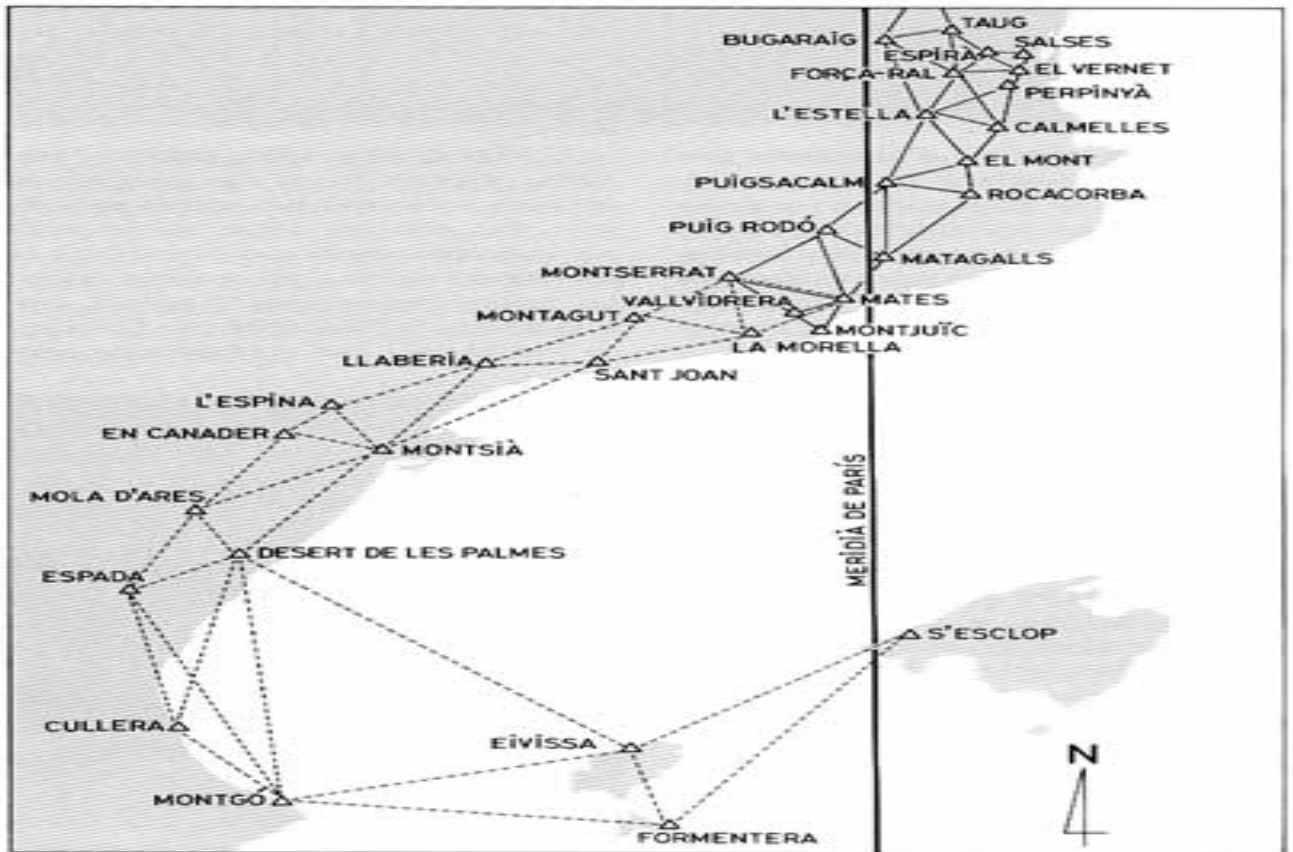 TAUG
BUGARAIG
SALSES
ESPIRÀ
FORÇA-RAL
EL VERNET
PERPINYÀ
L'ESTELLA
CALMELLES
EL MONT
PUIGSACALM
ROCACORBA
PUIG RODÓ
MATAGALLS
MONTSERRAT
VALLVIDRERA
MATES
MONTAGUT
MONTJUÏC
LA MORELLA
LLABERIA
SANT JOAN
L'ESPINA
EN CANADER
MONTSIÀ
MERIDIÀ DE PARÍS
MOLA D'ARES
DESERT DE LES PALMES
ESPADA
S'ESCLOP
CULLERA
EIVISSA
N
MONTGÓ
FORMENTERA